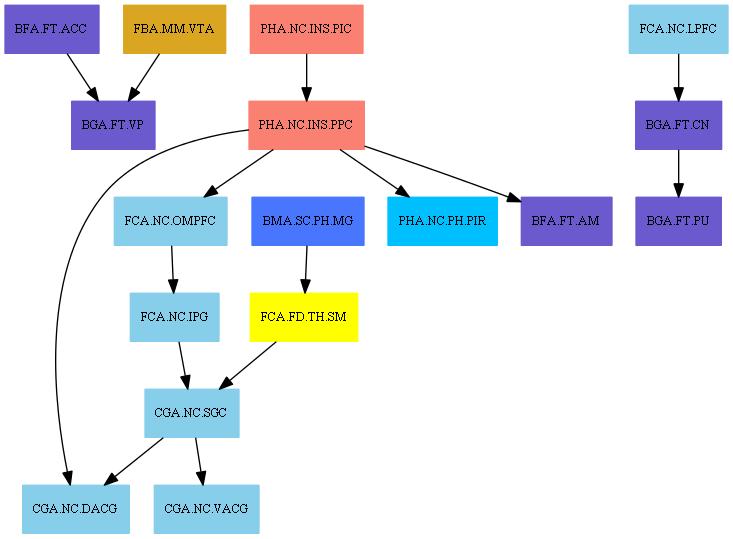 BFA.FT.ACC
FBA.MM.VTA
PHA.NC.INS.PIC
FCA.NC.LPFC
BGA.FT.VP
PHA.NC.INS.PPC
BGA.FT.CN
FCA.NC.OMPFC
BMA.SC.PH.MG
PHA.NC.PH.PIR
BFA.FT.AM
BGA.FT.PU
FCA.NC.IPG
FCA.FD.TH.SM
CGA.NC.SGC
CGA.NC.DACG
CGA.NC.VACG